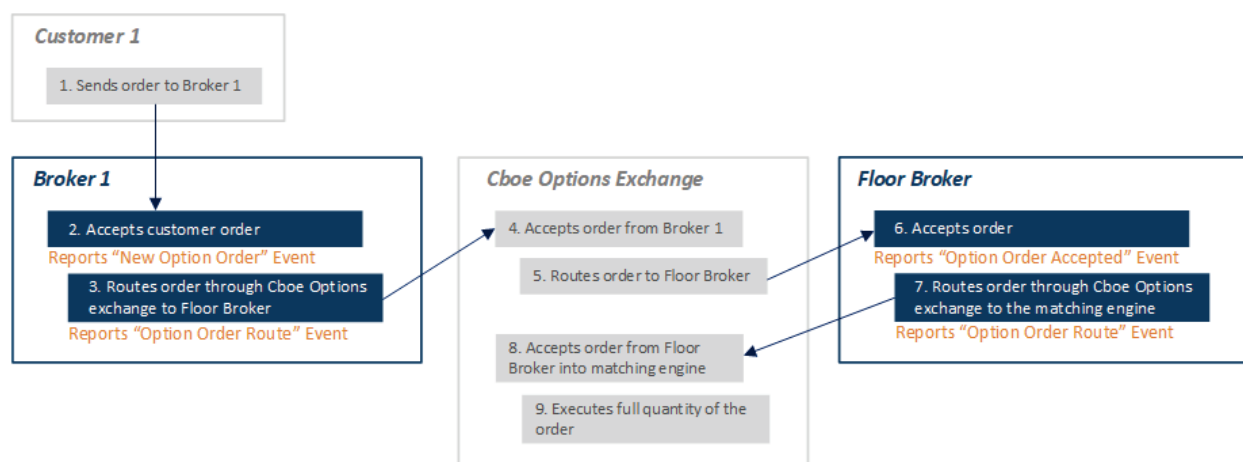 Customer 1
1. Sends order to Broker 1
Broker 1
2. Accepts customer order
Reports “New Option Order” Event
3. Routes order through Cboe Options
exchange to Floor Broker
Reports “Option Order Route” Event
Cboe Options Exchange
4. Accepts order from Broker 1
5. Routes order to Floor Broker
8. Accepts order from Floor
Broker into matching engine
9. Executes full quantity of the
order
Floor Broker
6. Accepts order
Reports “Option Order Accepted” Event
7. Routes order through Cboe Options
exchange to the matching engine
Reports “Option Order Route” Event